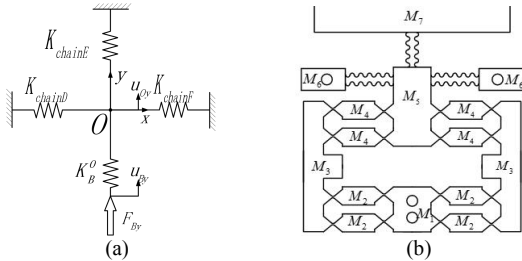 K_chainE
y
K_chainD
u_Oy
K_chainF
O
x
K_B^O
u_By
F_By
(a)
M_7
M_6
M_6
M_5
M_4
M_4
M_4
M_4
M_3
M_3
M_2
M_2
M_1
M_2
M_2
(b)